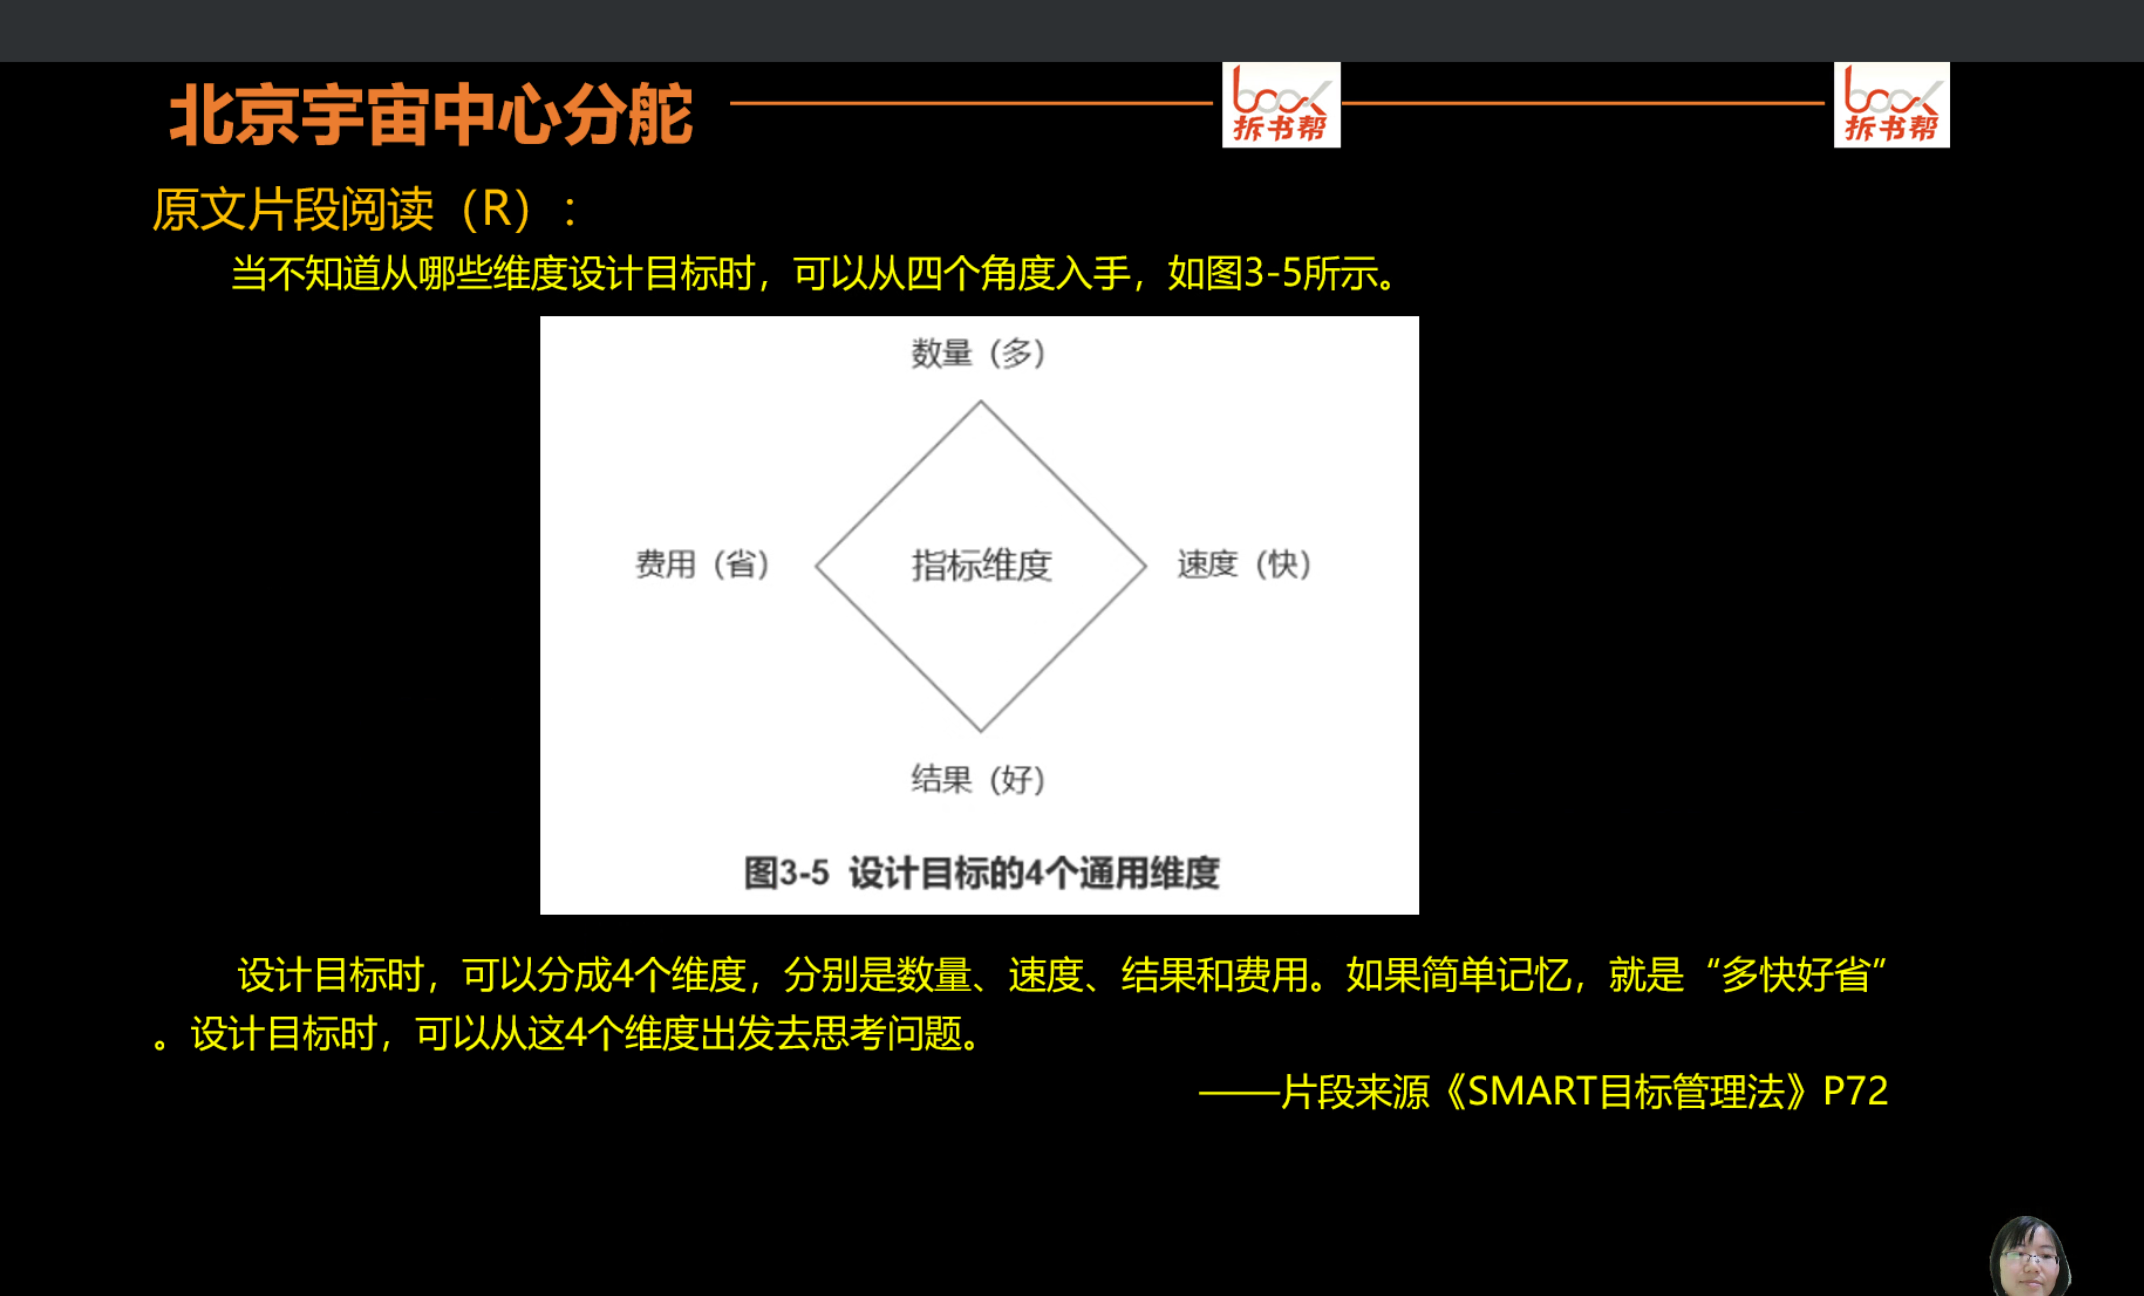 北京宇宙中心分舵
book
拆书帮
book
拆书帮
原文片段阅读（R）：
当不知道从哪些维度设计目标时，可以从四个角度入手，如图3-5所示。
数量（多）
费用（省）
指标维度
速度（快）
结果（好）
图3-5 设计目标的4个通用维度
设计目标时，可以分成4个维度，分别是数量、速度、结果和费用。如果简单记忆，就是“多快好省”
。设计目标时，可以从这4个维度出发去思考问题。
——片段来源《SMART目标管理法》P72